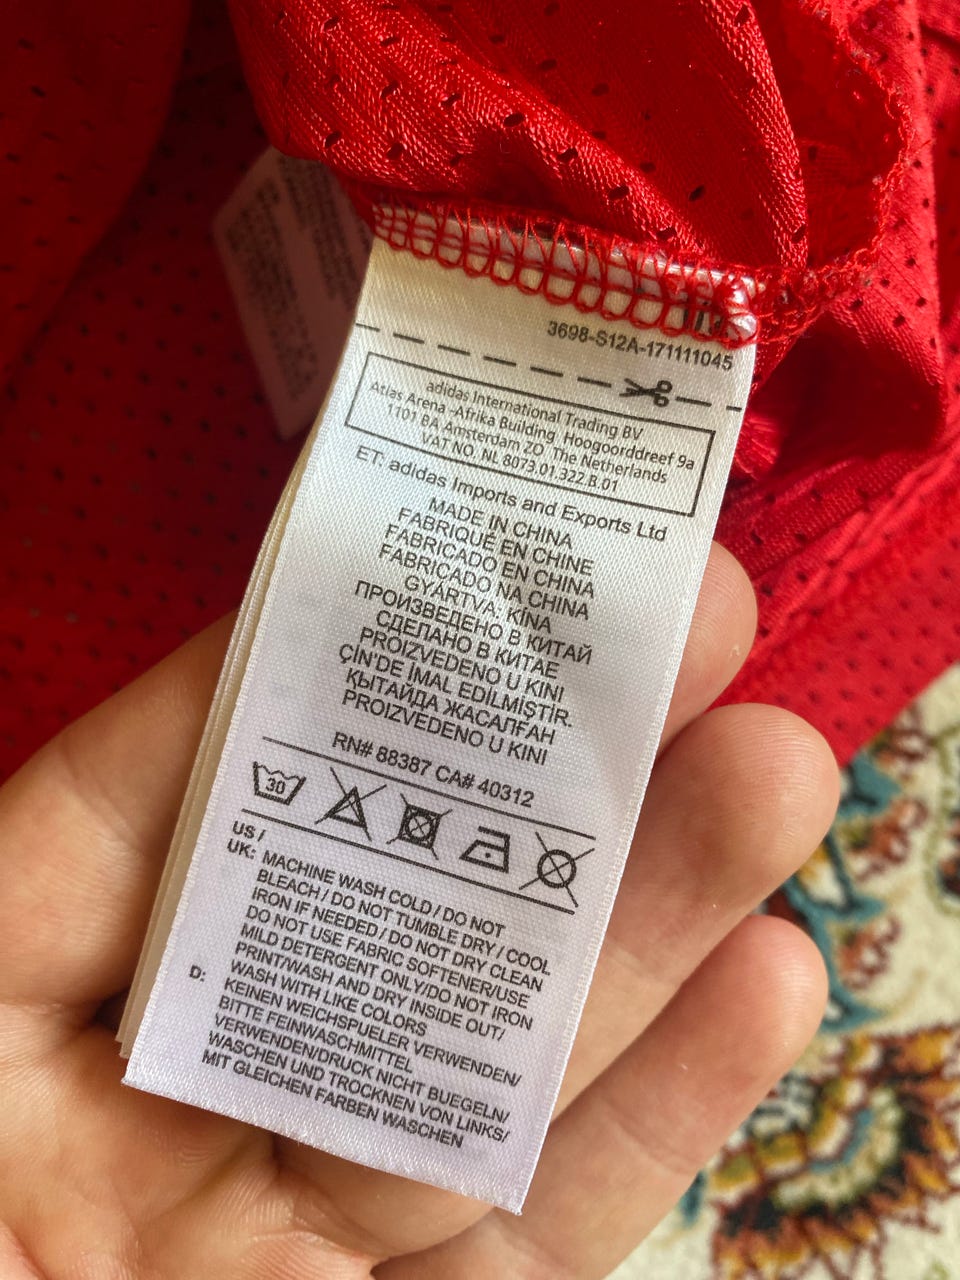 3698-S12A-171111045
adidas International Trading BV
Atlas Arena -Afrika Building Hoogoorddreef 9a
1101 BA Amsterdam ZO The Netherlands
VAT NO. NL 8073.01.322.B.01
ET: adidas Imports and Exports Ltd
MADE IN CHINA
FABRIQUÉ EN CHINE
FABRICADO EN CHINA
FABRICADO NA CHINA
GYÁRTVA: KÍNA
ПРОИЗВЕДЕНО В КИТАЙ
СДЕЛАНО В КИТАЕ
PROIZVEDENO U KINI
ÇİN'DE İMAL EDİLMİŞTİR.
ҚЫТАЙДА ЖАСАЛҒАН
PROIZVEDENO U KINI
RN# 88387 CA# 40312
30
US /
UK: MACHINE WASH COLD / DO NOT
BLEACH / DO NOT TUMBLE DRY / COOL
IRON IF NEEDED / DO NOT DRY CLEAN
DO NOT USE FABRIC SOFTENER/USE
MILD DETERGENT ONLY/DO NOT IRON
PRINT/WASH AND DRY INSIDE OUT/
WASH WITH LIKE COLORS
D: KEINEN WEICHSPUELER VERWENDEN/
BITTE FEINWASCHMITTEL
VERWENDEN/DRUCK NICHT BUEGELN/
WASCHEN UND TROCKNEN VON LINKS/
MIT GLEICHEN FARBEN WASCHEN